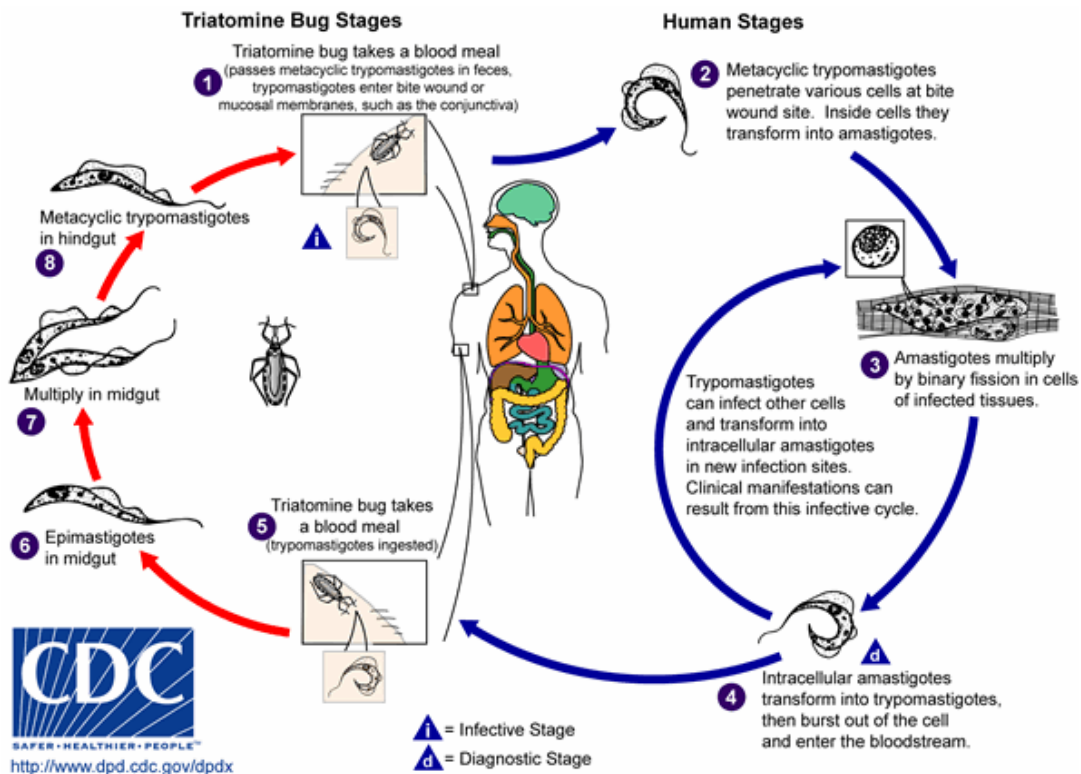 Triatomine Bug Stages
Human Stages
1
Triatomine bug takes a blood meal
(passes metacyclic trypomastigotes in feces,
trypomastigotes enter bite wound or
mucosal membranes, such as the conjunctiva)
i
2
Metacyclic trypomastigotes
penetrate various cells at bite
wound site. Inside cells they
transform into amastigotes.
3
Amastigotes multiply
by binary fission in cells
of infected tissues.
Trypomastigotes
can infect other cells
and transform into
intracellular amastigotes
in new infection sites.
Clinical manifestations can
result from this infective cycle.
d
4
Intracellular amastigotes
transform into trypomastigotes,
then burst out of the cell
and enter the bloodstream.
5
Triatomine bug takes
a blood meal
(trypomastigotes ingested)
6
Epimastigotes
in midgut
Multiply in midgut
7
Metacyclic trypomastigotes
in hindgut
8
i = Infective Stage
d = Diagnostic Stage
CDC
SAFER•HEALTHIER•PEOPLE™
http://www.dpd.cdc.gov/dpdx